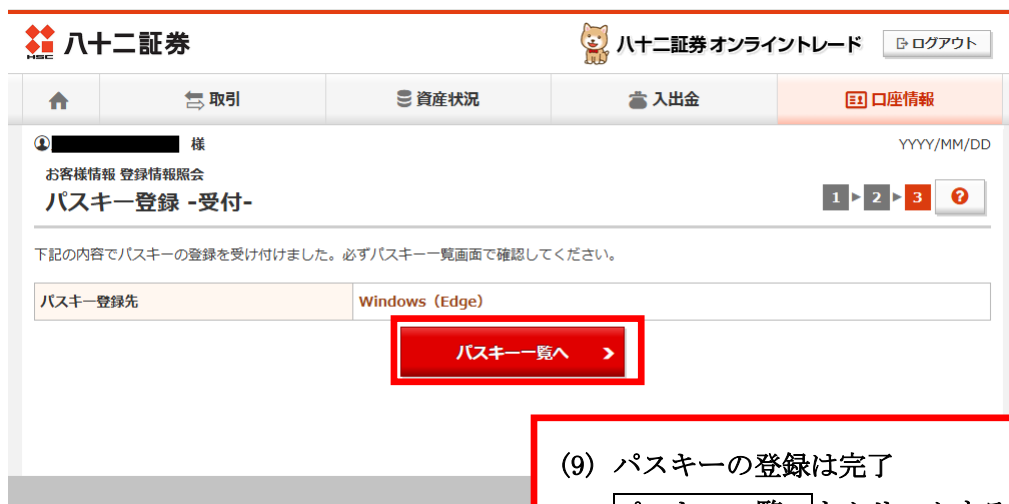 HSC 八十二証券
八十二証券 オンライントレード
ログアウト
取引
資産状況
入出金
口座情報
様
YYYY/MM/DD
お客様情報 登録情報照会
パスキー登録 -受付-
1 2 3 ?
下記の内容でパスキーの登録を受け付けました。必ずパスキー一覧画面で確認してください。
パスキー登録先
Windows（Edge）
パスキー一覧へ
(9) パスキーの登録は完了